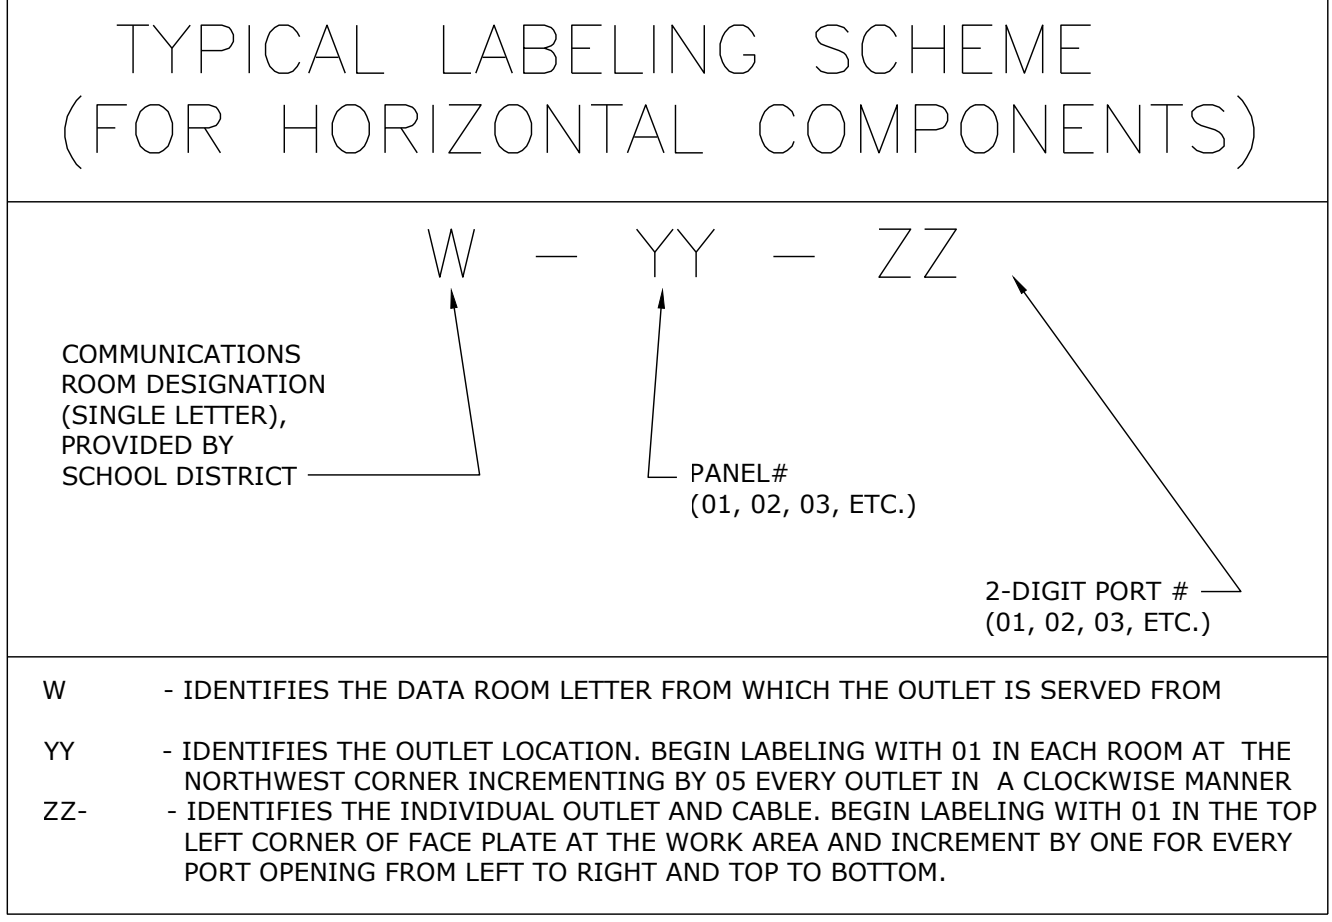 TYPICAL LABELING SCHEME
(FOR HORIZONTAL COMPONENTS)
W - YY - ZZ
COMMUNICATIONS
ROOM DESIGNATION
(SINGLE LETTER),
PROVIDED BY
SCHOOL DISTRICT
PANEL#
(01, 02, 03, ETC.)
2-DIGIT PORT #
(01, 02, 03, ETC.)
W - IDENTIFIES THE DATA ROOM LETTER FROM WHICH THE OUTLET IS SERVED FROM
YY - IDENTIFIES THE OUTLET LOCATION. BEGIN LABELING WITH 01 IN EACH ROOM AT THE
NORTHWEST CORNER INCREMENTING BY 05 EVERY OUTLET IN A CLOCKWISE MANNER
ZZ- - IDENTIFIES THE INDIVIDUAL OUTLET AND CABLE. BEGIN LABELING WITH 01 IN THE TOP
LEFT CORNER OF FACE PLATE AT THE WORK AREA AND INCREMENT BY ONE FOR EVERY
PORT OPENING FROM LEFT TO RIGHT AND TOP TO BOTTOM.